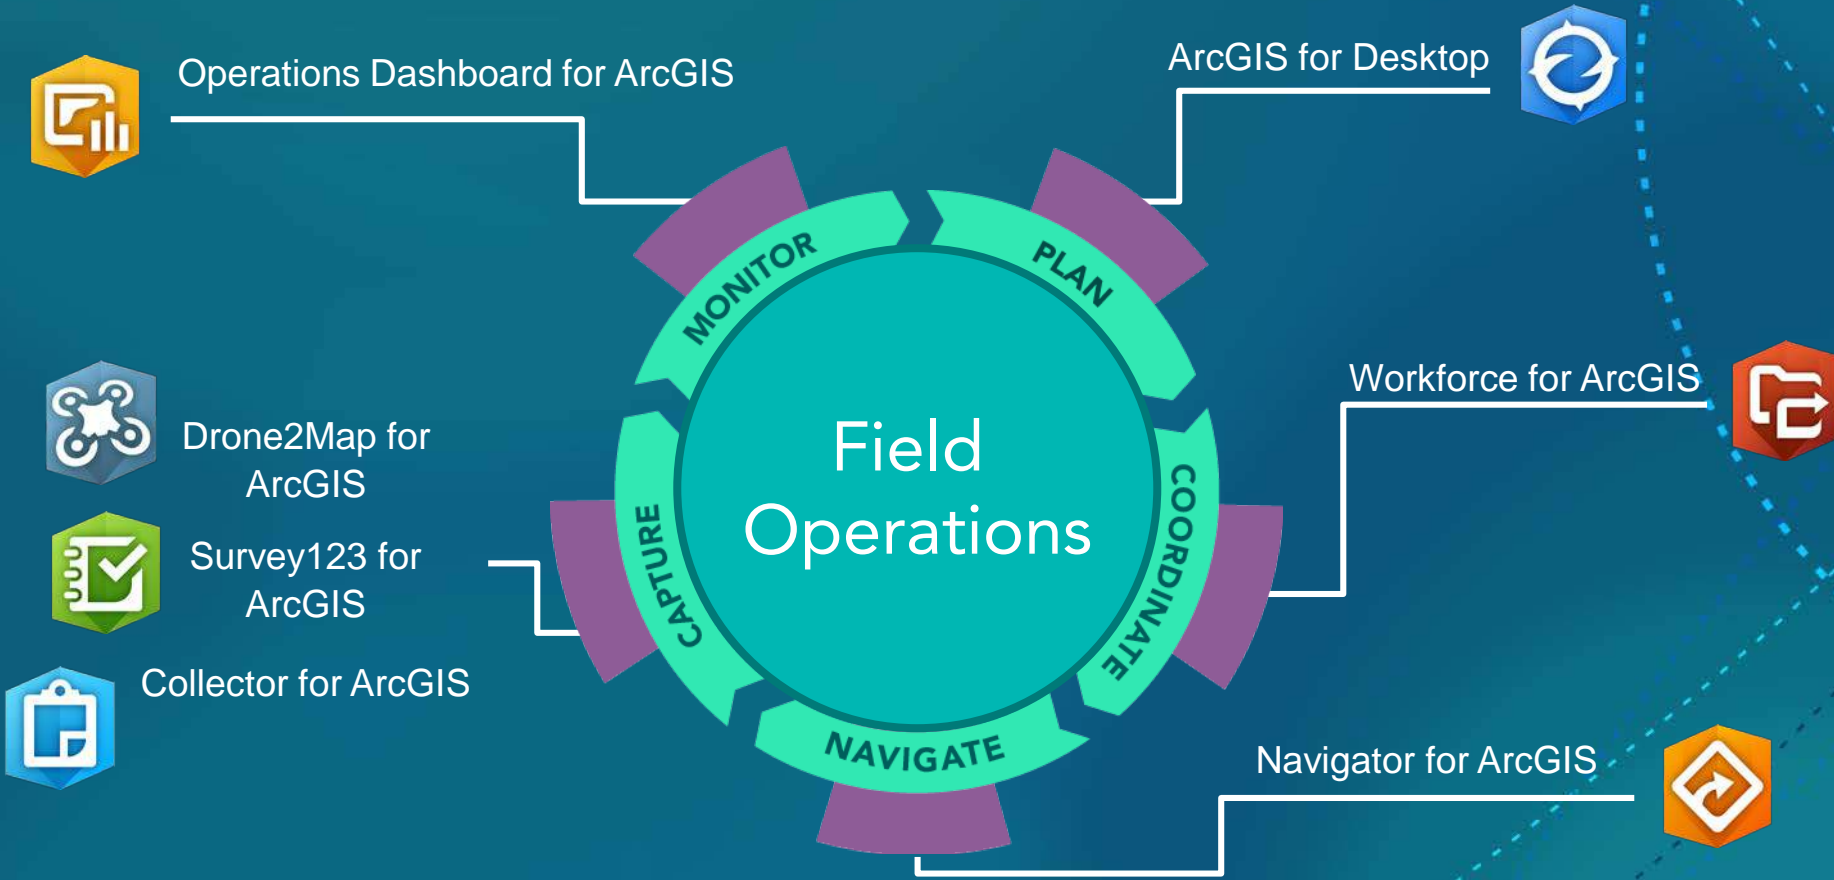 Operations Dashboard for ArcGIS
ArcGIS for Desktop
MONITOR
PLAN
Workforce for ArcGIS
Drone2Map for
ArcGIS
Field
Operations
COORDINATE
CAPTURE
Survey123 for
ArcGIS
Collector for ArcGIS
NAVIGATE
Navigator for ArcGIS